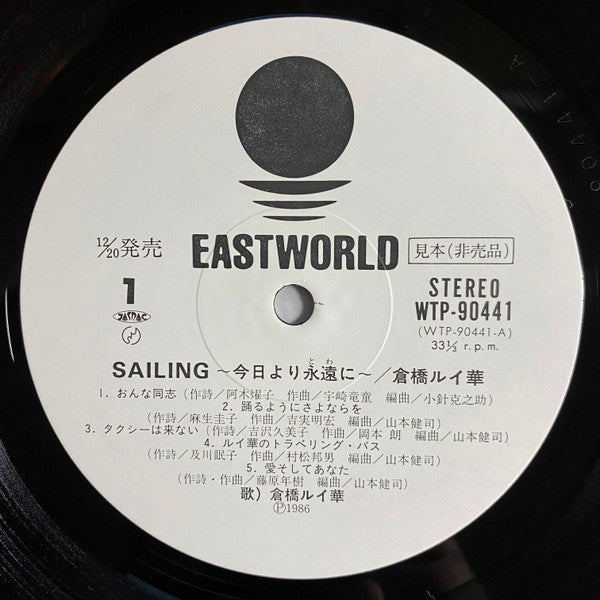 12/20発売
EASTWORLD
見本(非売品)
1
JASRAC
STEREO
WTP-90441
(WTP-90441-A)
33⅓ r.p.m.
SAILING ～今日より永遠に～/倉橋ルイ華
とわ
1. おんな同志(作詩/阿木燿子 作曲/宇崎竜童 編曲/小針克之助)
2. 踊るようにさよならを
(作詩/麻生圭子 作曲/吉実明宏 編曲/山本健司)
3. タクシーは来ない(作詩/吉沢久美子 作曲/岡本 朗 編曲/山本健司)
4. ルイ華のトラベリング・バス
(作詩/及川眠子 作曲/村松邦男 編曲/山本健司)
5. 愛そしてあなた
(作詩・作曲/藤原年樹 編曲/山本健司)
歌)倉橋ルイ華
Ⓟ1986
90441-A